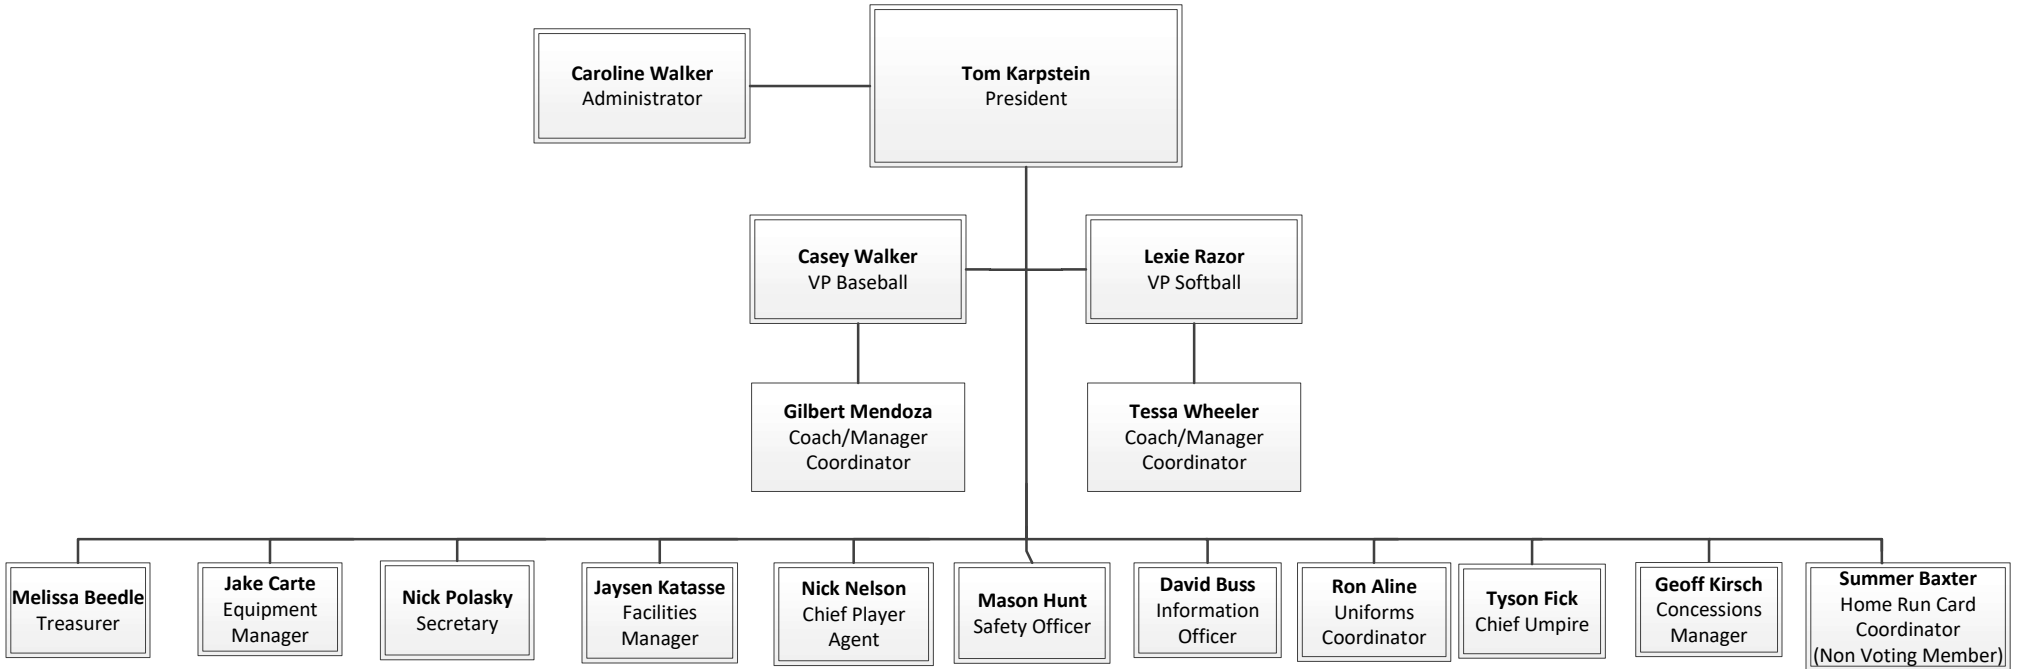 Caroline Walker
Administrator
Tom Karpstein
President
Casey Walker
VP Baseball
Lexie Razor
VP Softball
Gilbert Mendoza
Coach/Manager
Coordinator
Tessa Wheeler
Coach/Manager
Coordinator
Melissa Beedle
Treasurer
Jake Carte
Equipment
Manager
Nick Polasky
Secretary
Jaysen Katasse
Facilities
Manager
Nick Nelson
Chief Player
Agent
Mason Hunt
Safety Officer
David Buss
Information
Officer
Ron Aline
Uniforms
Coordinator
Tyson Fick
Chief Umpire
Geoff Kirsch
Concessions
Manager
Summer Baxter
Home Run Card
Coordinator
(Non Voting Member)